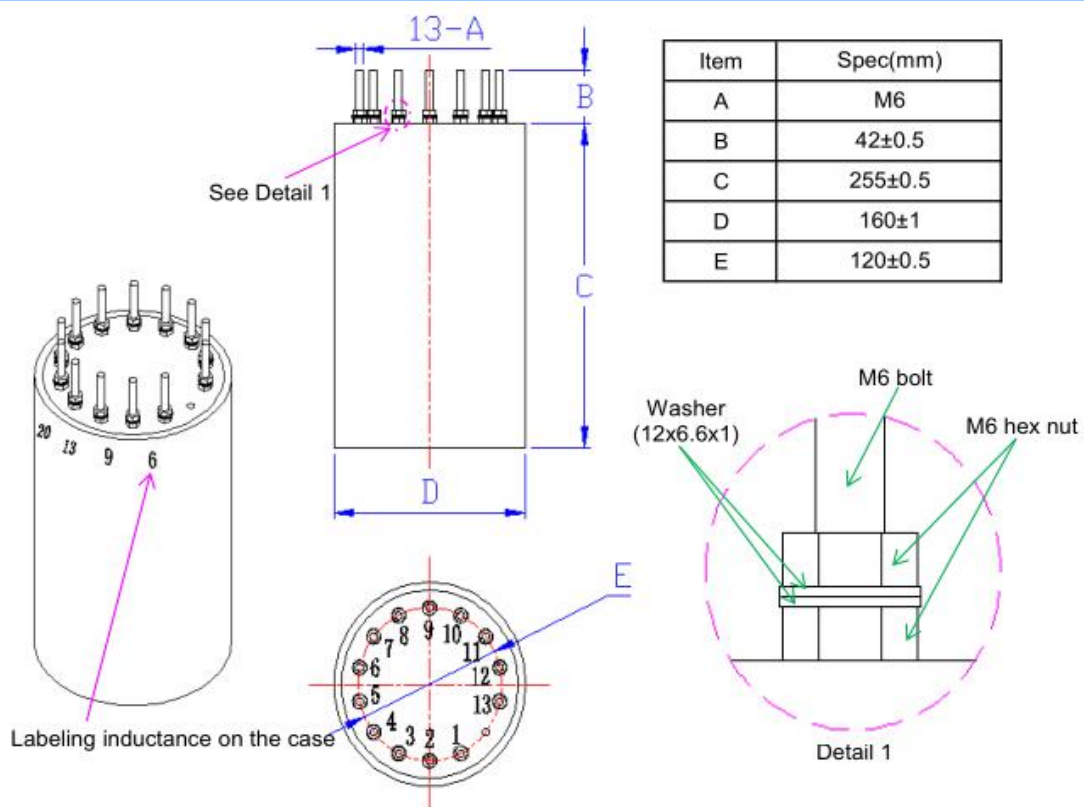 13-A
B
See Detail 1
C
D
Item Spec(mm)
A M6
B 42±0.5
C 255±0.5
D 160±1
E 120±0.5
20 13 9 6
Labeling inductance on the case
E
9
8 10
7 11
6 12
5 13
4
3 2 1
M6 bolt
Washer
(12x6.6x1)
M6 hex nut
Detail 1